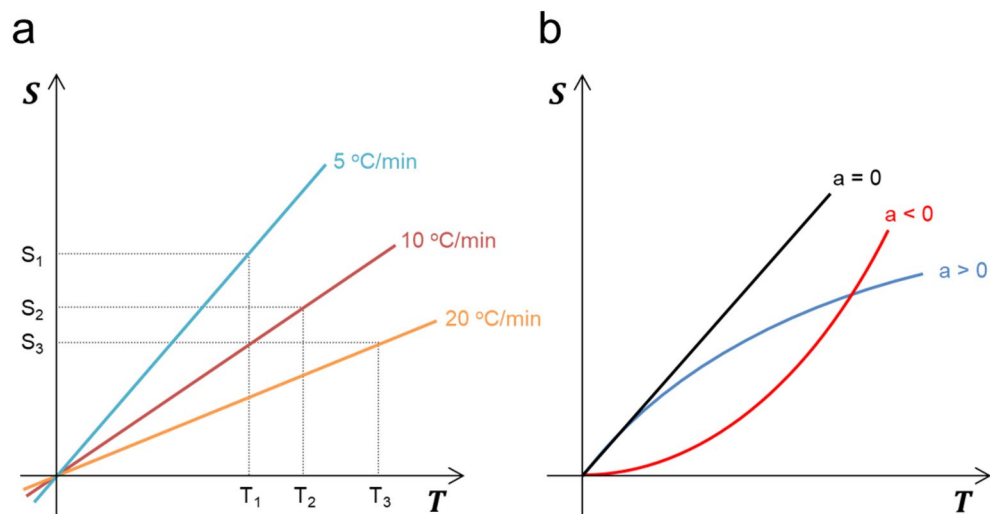 a
S
5 °C/min
10 °C/min
20 °C/min
S₁
S₂
S₃
T₁ T₂ T₃ T
b
S
a = 0
a < 0
a > 0
T